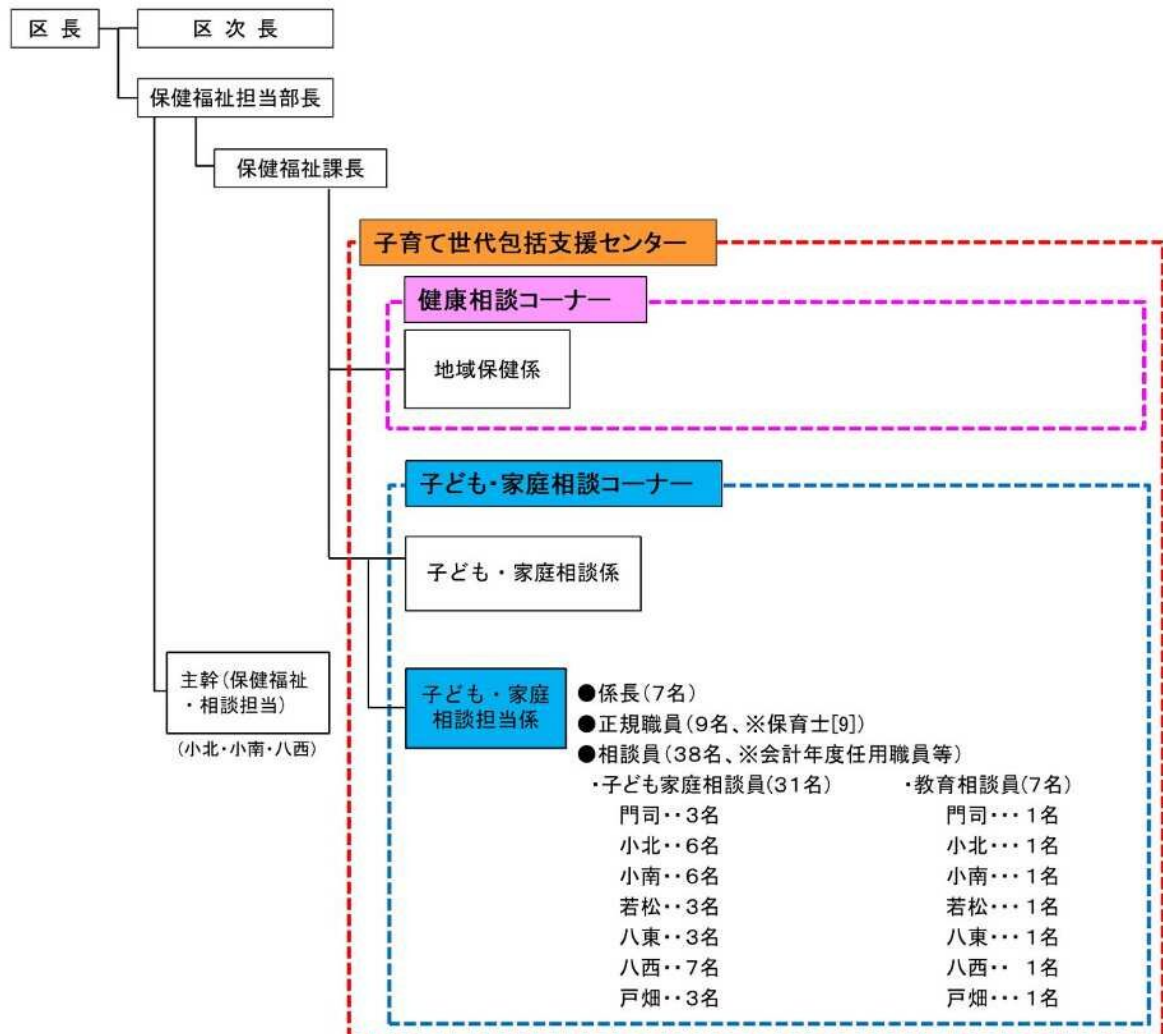 区 長
区 次 長
保健福祉担当部長
保健福祉課長
子育て世代包括支援センター
健康相談コーナー
地域保健係
子ども・家庭相談コーナー
子ども・家庭相談係
主幹(保健福祉
・相談担当)
(小北・小南・八西)
子ども・家庭
相談担当係
●係長(7名)
●正規職員(9名、※保育士[9])
●相談員(38名、※会計年度任用職員等)
・子ども家庭相談員(31名)
門司‥3名
小北‥6名
小南‥6名
若松‥3名
八東‥3名
八西‥7名
戸畑‥3名
・教育相談員(7名)
門司…1名
小北…1名
小南…1名
若松…1名
八東…1名
八西‥ 1名
戸畑…1名